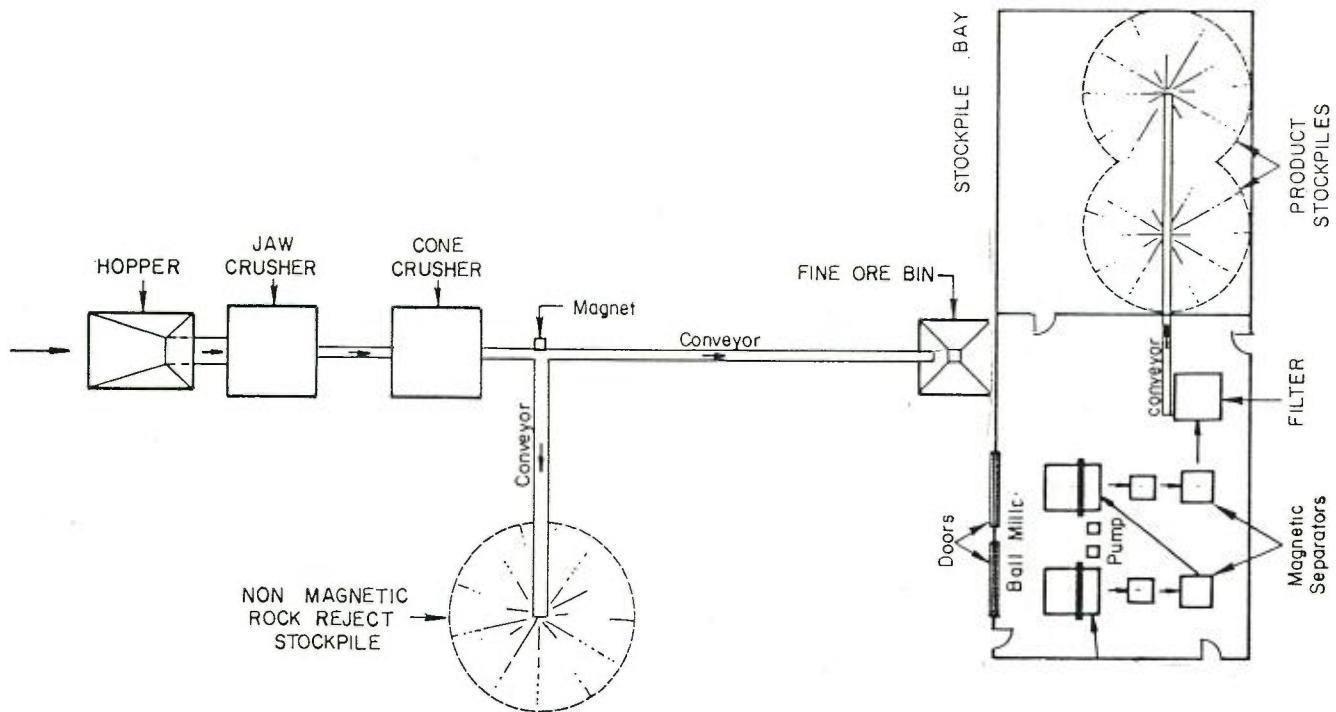 HOPPER
JAW
CRUSHER
CONE
CRUSHER
Magnet
Conveyor
FINE ORE BIN
STOCKPILE BAY
PRODUCT
STOCKPILES
conveyor
FILTER
Conveyor
Doors
Ball Mills
Pump
Magnetic
Separators
NON MAGNETIC
ROCK REJECT
STOCKPILE